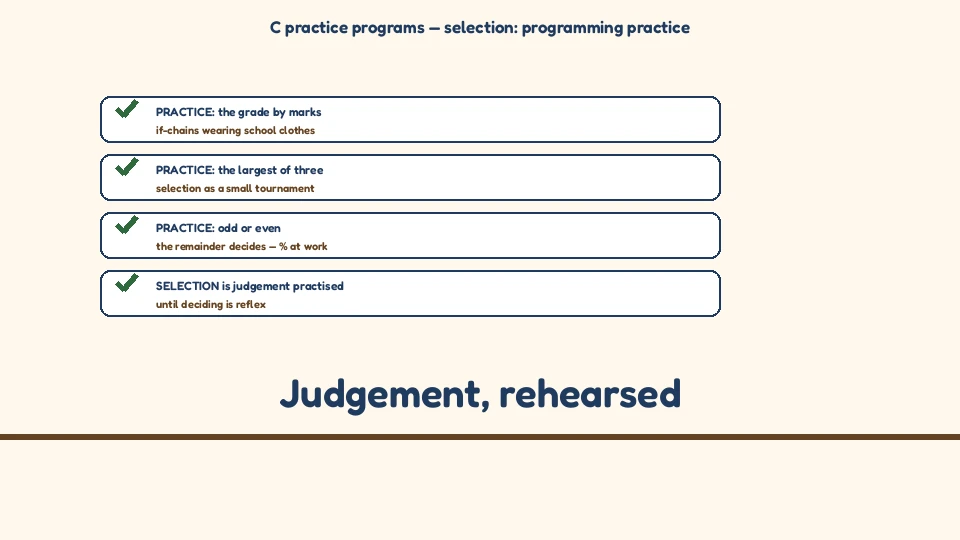 C practice programs — selection: programming practice
PRACTICE: the grade by marks
if-chains wearing school clothes
PRACTICE: the largest of three
selection as a small tournament
PRACTICE: odd or even
the remainder decides — % at work
SELECTION is judgement practised
until deciding is reflex
Judgement, rehearsed